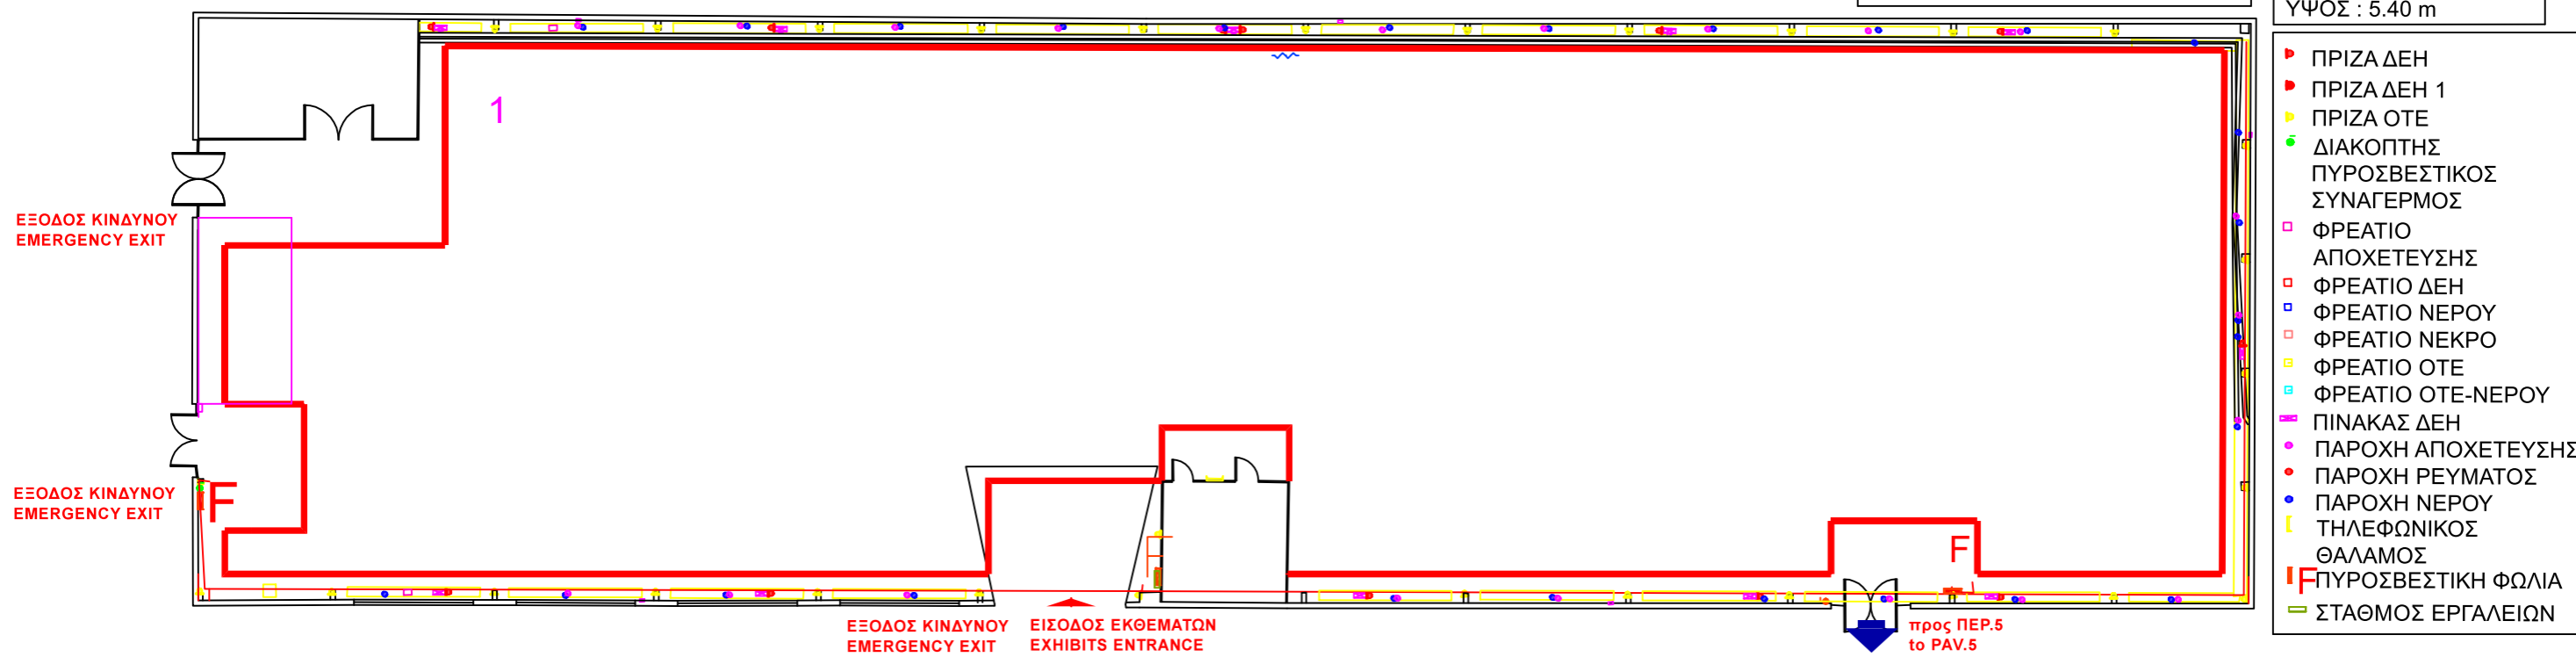 ΥΨΟΣ : 5.40 m
1
ΕΞΟΔΟΣ ΚΙΝΔΥΝΟΥ
EMERGENCY EXIT
ΕΞΟΔΟΣ ΚΙΝΔΥΝΟΥ
EMERGENCY EXIT
F
F
F
ΕΞΟΔΟΣ ΚΙΝΔΥΝΟΥ
EMERGENCY EXIT
ΕΙΣΟΔΟΣ ΕΚΘΕΜΑΤΩΝ
EXHIBITS ENTRANCE
προς ΠΕΡ.5
to PAV.5
ΠΡΙΖΑ ΔΕΗ
ΠΡΙΖΑ ΔΕΗ 1
ΠΡΙΖΑ ΟΤΕ
ΔΙΑΚΟΠΤΗΣ
ΠΥΡΟΣΒΕΣΤΙΚΟΣ
ΣΥΝΑΓΕΡΜΟΣ
ΦΡΕΑΤΙΟ
ΑΠΟΧΕΤΕΥΣΗΣ
ΦΡΕΑΤΙΟ ΔΕΗ
ΦΡΕΑΤΙΟ ΝΕΡΟΥ
ΦΡΕΑΤΙΟ ΝΕΚΡΟ
ΦΡΕΑΤΙΟ ΟΤΕ
ΦΡΕΑΤΙΟ ΟΤΕ-ΝΕΡΟΥ
ΠΙΝΑΚΑΣ ΔΕΗ
ΠΑΡΟΧΗ ΑΠΟΧΕΤΕΥΣΗΣ
ΠΑΡΟΧΗ ΡΕΥΜΑΤΟΣ
ΠΑΡΟΧΗ ΝΕΡΟΥ
ΤΗΛΕΦΩΝΙΚΟΣ
ΘΑΛΑΜΟΣ
F ΠΥΡΟΣΒΕΣΤΙΚΗ ΦΩΛΙΑ
ΣΤΑΘΜΟΣ ΕΡΓΑΛΕΙΩΝ